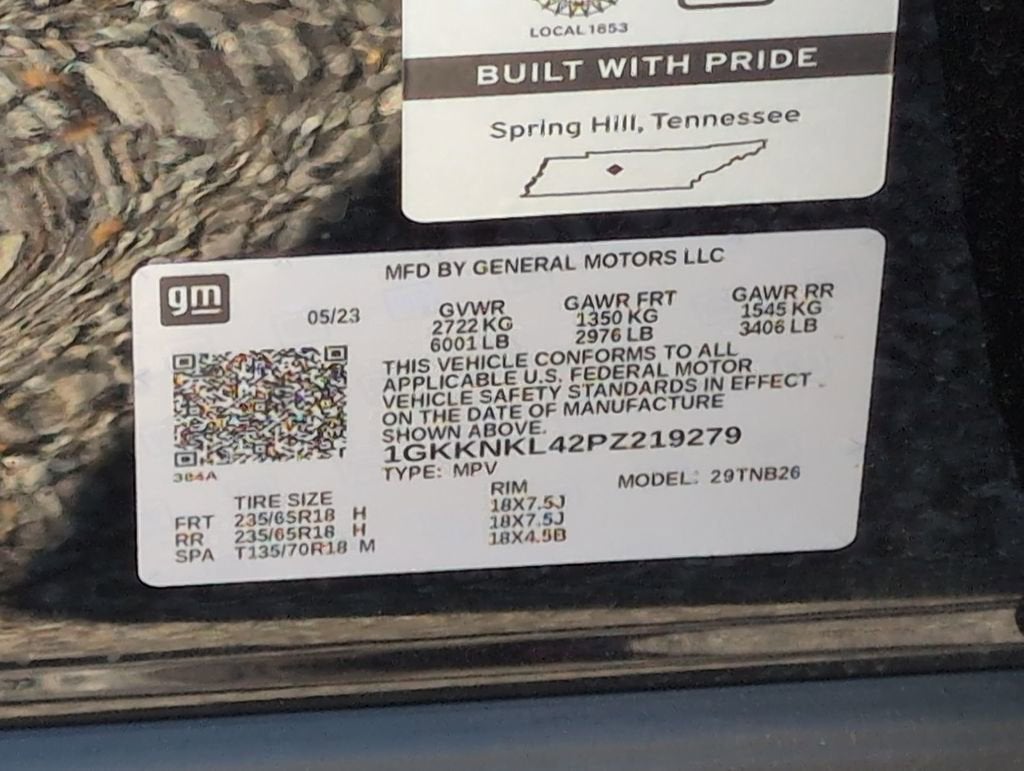 LOCAL 1853
BUILT WITH PRIDE
Spring Hill, Tennessee
gm
MFD BY GENERAL MOTORS LLC
05/23
GVWR GAWR FRT GAWR RR
2722 KG 1350 KG 1545 KG
6001 LB 2976 LB 3406 LB
THIS VEHICLE CONFORMS TO ALL
APPLICABLE U.S. FEDERAL MOTOR
VEHICLE SAFETY STANDARDS IN EFFECT
ON THE DATE OF MANUFACTURE
SHOWN ABOVE.
1GKKNKL42PZ219279
384A
TYPE: MPV MODEL: 29TNB26
TIRE SIZE RIM
FRT 235/65R18 H 18X7.5J
RR 235/65R18 H 18X7.5J
SPA T135/70R18 M 18X4.5B